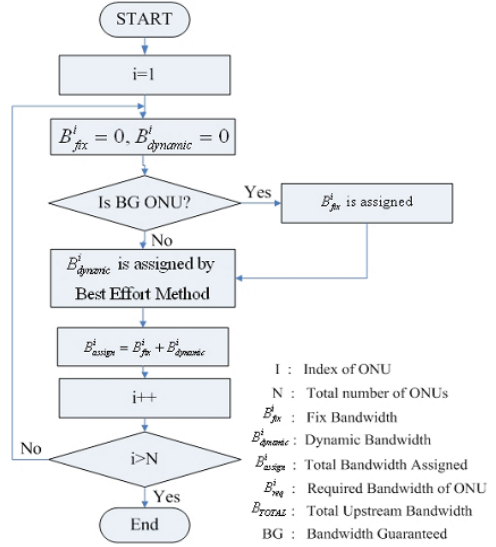 START
i=1
B^i_fix = 0, B^i_dynamic = 0
Is BG ONU?
Yes
B^i_fix is assigned
No
B^i_dynamic is assigned by
Best Effort Method
B^i_assign = B^i_fix + B^i_dynamic
i++
No
i>N
Yes
End
I : Index of ONU
N : Total number of ONUs
B^i_fix : Fix Bandwidth
B^i_dynamic : Dynamic Bandwidth
B^i_assign : Total Bandwidth Assigned
B^i_req : Required Bandwidth of ONU
B_TOTAL : Total Upstream Bandwidth
BG : Bandwidth Guaranteed